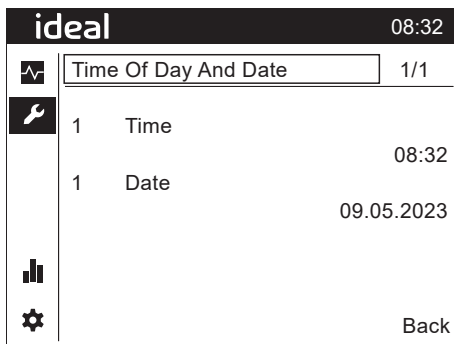 ideal 08:32
Time Of Day And Date 1/1
1 Time
08:32
1 Date
09.05.2023
Back